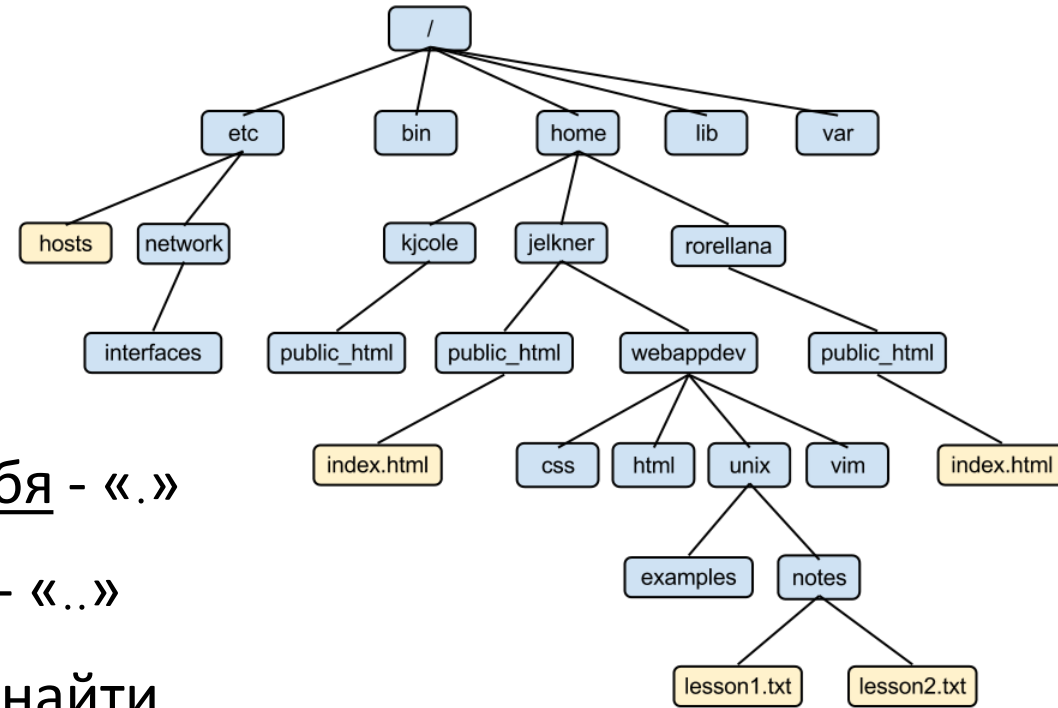 /
etc bin home lib var
hosts network kjcole jelkner rorellana
interfaces public_html public_html webappdev public_html
index.html css html unix vim index.html
бя - «.»
examples notes
- «..»
lesson1.txt lesson2.txt
найти